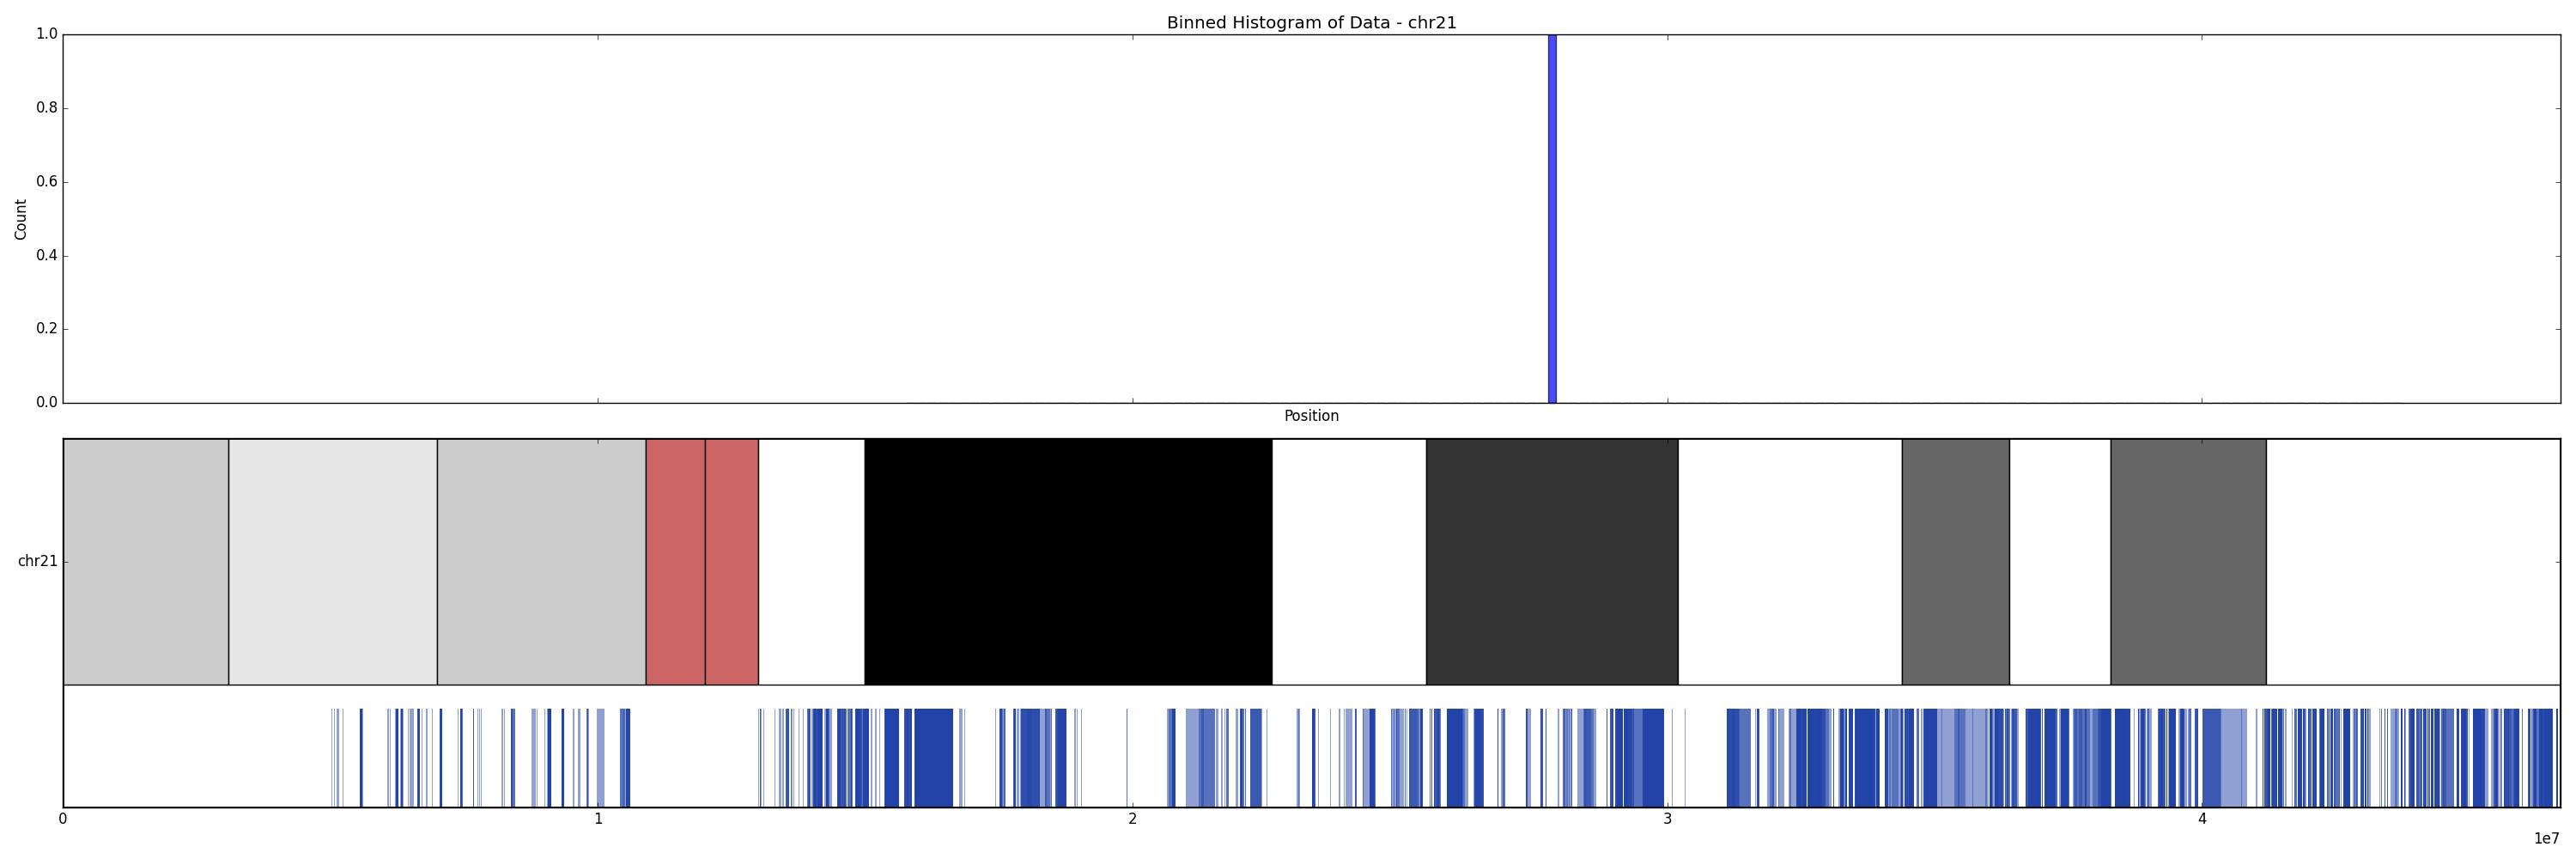 Binned Histogram of Data - chr21
1.0
0.8
0.6
0.4
0.2
0.0
Count
Position
chr21
0 1 2 3 4
1e7